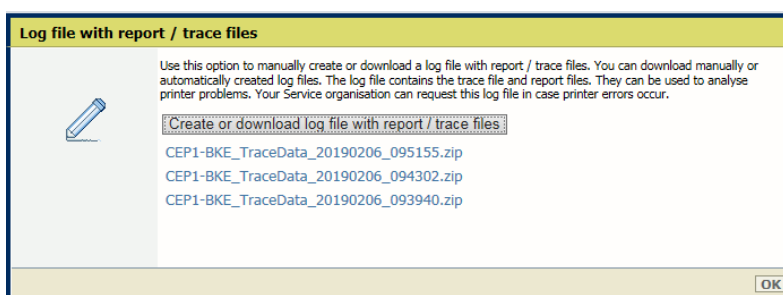 Log file with report / trace files
Use this option to manually create or download a log file with report / trace files. You can download manually or
automatically created log files. The log file contains the trace file and report files. They can be used to analyse
printer problems. Your Service organisation can request this log file in case printer errors occur.
Create or download log file with report / trace files
CEP1-BKE_TraceData_20190206_095155.zip
CEP1-BKE_TraceData_20190206_094302.zip
CEP1-BKE_TraceData_20190206_093940.zip
OK